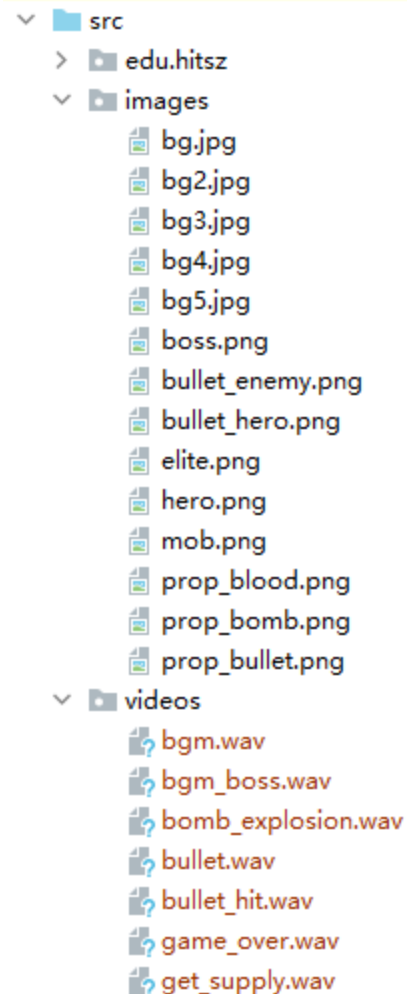 src
edu.hitsz
images
bg.jpg
bg2.jpg
bg3.jpg
bg4.jpg
bg5.jpg
boss.png
bullet_enemy.png
bullet_hero.png
elite.png
hero.png
mob.png
prop_blood.png
prop_bomb.png
prop_bullet.png
videos
bgm.wav
bgm_boss.wav
bomb_explosion.wav
bullet.wav
bullet_hit.wav
game_over.wav
get_supply.wav